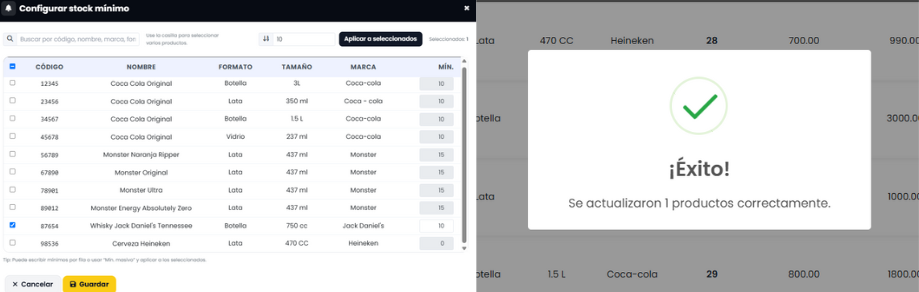 Configurar stock mínimo
Buscar por código, nombre, marca, for
Usa la casilla para seleccionar
varios productos.
10
Aplicar a seleccionados
Seleccionados: 1
CÓDIGO NOMBRE FORMATO TAMAÑO MARCA MÍN.
12345 Coca Cola Original Botella 3L Coca-cola 10
23456 Coca Cola Original Lata 350 ml Coca - cola 10
34567 Coca Cola Original Botella 1.5 L Coca-cola 10
45678 Coca Cola Original Vidrio 237 ml Coca-cola 10
56789 Monster Naranja Ripper Lata 437 ml Monster 15
67890 Monster Original Lata 437 ml Monster 15
78901 Monster Ultra Lata 437 ml Monster 15
89012 Monster Energy Absolutely Zero Lata 437 ml Monster 15
87654 Whisky Jack Daniel's Tennessee Botella 750 cc Jack Daniel's 10
98536 Cerveza Heineken Lata 470 CC Heineken 0
Tip: Puede escribir mínimos por fila o usar "Mín. masivo" y aplicar a los seleccionados.
× Cancelar
Guardar
Lata 470 CC Heineken 28 700.00 990.00
otella 3000.00
Lata 1000.00
¡Éxito!
Se actualizaron 1 productos correctamente.
otella 1.5 L Coca-cola 29 800.00 1800.00